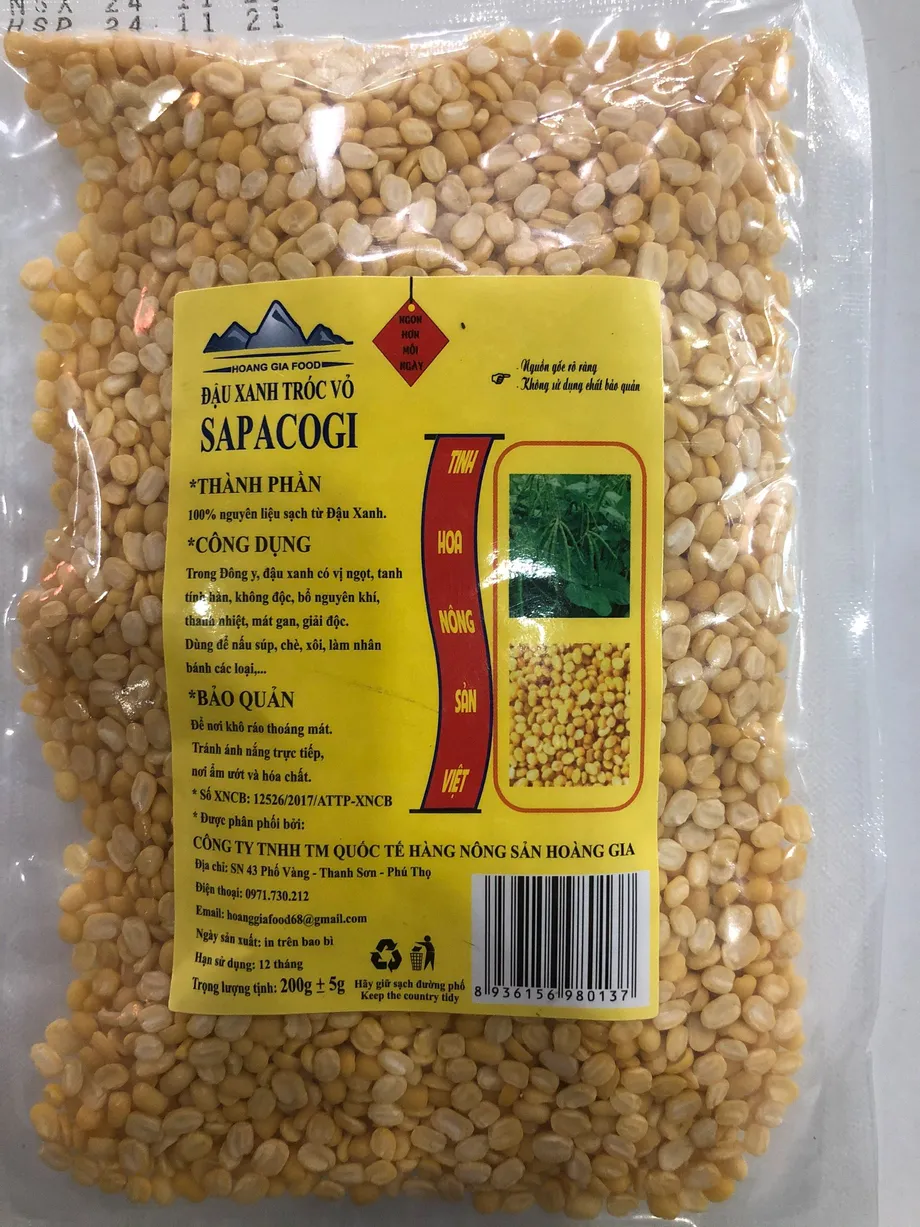 HSP 24 11 21
HOANG GIA FOOD
ĐẬU XANH TRÓC VỎ
SAPACOGI
NGON
HƠN
MỖI
NGÀY
- Nguồn gốc rõ ràng
- Không sử dụng chất bảo quản
*THÀNH PHẦN
100% nguyên liệu sạch từ Đậu Xanh.
*CÔNG DỤNG
Trong Đông y, đậu xanh có vị ngọt, tanh
tính hàn, không độc, bổ nguyên khí,
thanh nhiệt, mát gan, giải độc.
Dùng để nấu súp, chè, xôi, làm nhân
bánh các loại,...
*BẢO QUẢN
Để nơi khô ráo thoáng mát.
Tránh ánh nắng trực tiếp,
nơi ẩm ướt và hóa chất.
TINH
HOA
NÔNG
SẢN
VIỆT
* Số XNCB: 12526/2017/ATTP-XNCB
* Được phân phối bởi:
CÔNG TY TNHH TM QUỐC TẾ HÀNG NÔNG SẢN HOÀNG GIA
Địa chỉ: SN 43 Phố Vàng - Thanh Sơn - Phú Thọ
Điện thoại: 0971.730.212
Email: hoanggiafood68@gmail.com
Ngày sản xuất: in trên bao bì
Hạn sử dụng: 12 tháng
Trọng lượng tịnh: 200g ± 5g
Hãy giữ sạch đường phố
Keep the country tidy
8 936156 980137